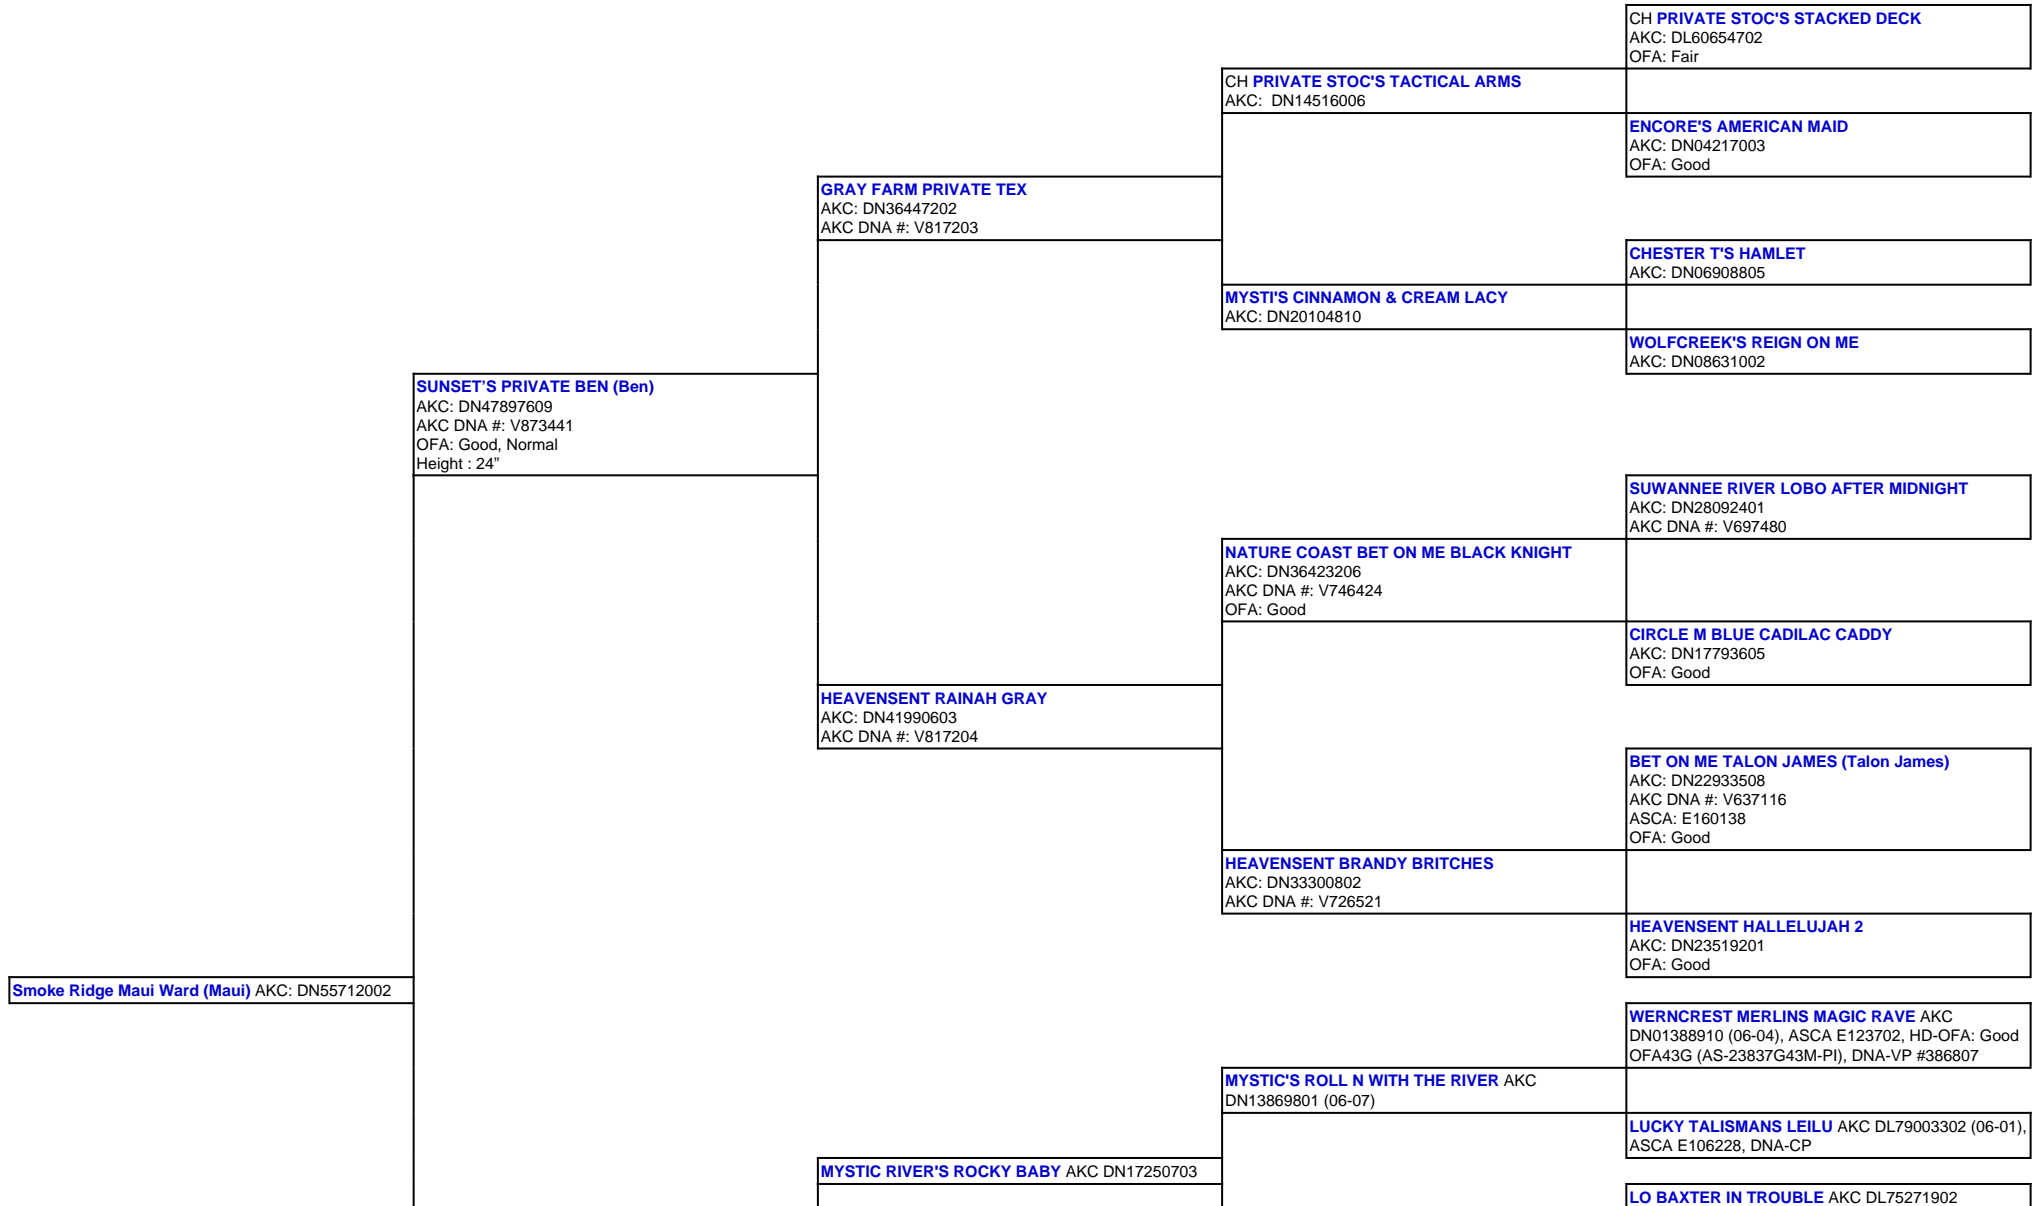 CH PRIVATE STOC'S STACKED DECK
AKC: DL60654702
OFA: Fair
CH PRIVATE STOC'S TACTICAL ARMS
AKC:  DN14516006
ENCORE'S AMERICAN MAID
AKC: DN04217003
OFA: Good
GRAY FARM PRIVATE TEX
AKC: DN36447202
AKC DNA #: V817203
CHESTER T'S HAMLET
AKC: DN06908805
MYSTI'S CINNAMON & CREAM LACY
AKC: DN20104810
WOLFCREEK'S REIGN ON ME
AKC: DN08631002
SUNSET’S PRIVATE BEN (Ben)
AKC: DN47897609
AKC DNA #: V873441
OFA: Good, Normal
Height : 24”
SUWANNEE RIVER LOBO AFTER MIDNIGHT
AKC: DN28092401
AKC DNA #: V697480
NATURE COAST BET ON ME BLACK KNIGHT
AKC: DN36423206
AKC DNA #: V746424
OFA: Good
CIRCLE M BLUE CADILAC CADDY
AKC: DN17793605
OFA: Good
HEAVENSENT RAINAH GRAY
AKC: DN41990603
AKC DNA #: V817204
BET ON ME TALON JAMES (Talon James)
AKC: DN22933508
AKC DNA #: V637116
ASCA: E160138
OFA: Good
HEAVENSENT BRANDY BRITCHES
AKC: DN33300802
AKC DNA #: V726521
HEAVENSENT HALLELUJAH 2
AKC: DN23519201
OFA: Good
Smoke Ridge Maui Ward (Maui) AKC: DN55712002
WERNCREST MERLINS MAGIC RAVE AKC
DN01388910 (06-04), ASCA E123702, HD-OFA: Good
OFA43G (AS-23837G43M-PI), DNA-VP #386807
MYSTIC'S ROLL N WITH THE RIVER AKC
DN13869801 (06-07)
LUCKY TALISMANS LEILU AKC DL79003302 (06-01),
ASCA E106228, DNA-CP
MYSTIC RIVER'S ROCKY BABY AKC DN17250703
LO BAXTER IN TROUBLE AKC DL75271902